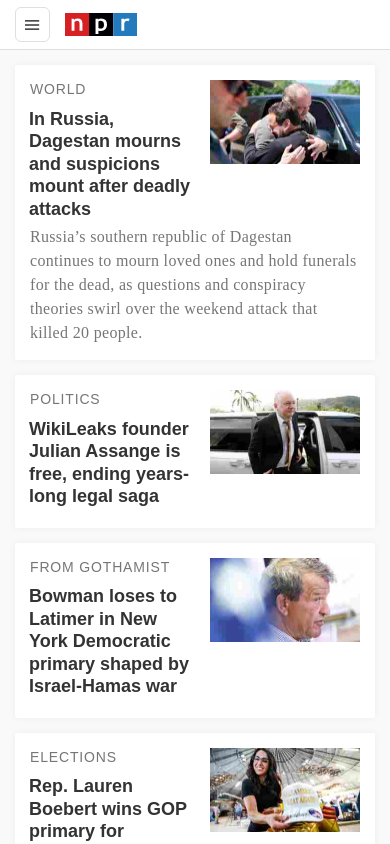 npr
WORLD
In Russia,
Dagestan mourns
and suspicions
mount after deadly
attacks
Russia’s southern republic of Dagestan
continues to mourn loved ones and hold funerals
for the dead, as questions and conspiracy
theories swirl over the weekend attack that
killed 20 people.
POLITICS
WikiLeaks founder
Julian Assange is
free, ending years-
long legal saga
FROM GOTHAMIST
Bowman loses to
Latimer in New
York Democratic
primary shaped by
Israel-Hamas war
ELECTIONS
Rep. Lauren
Boebert wins GOP
primary for